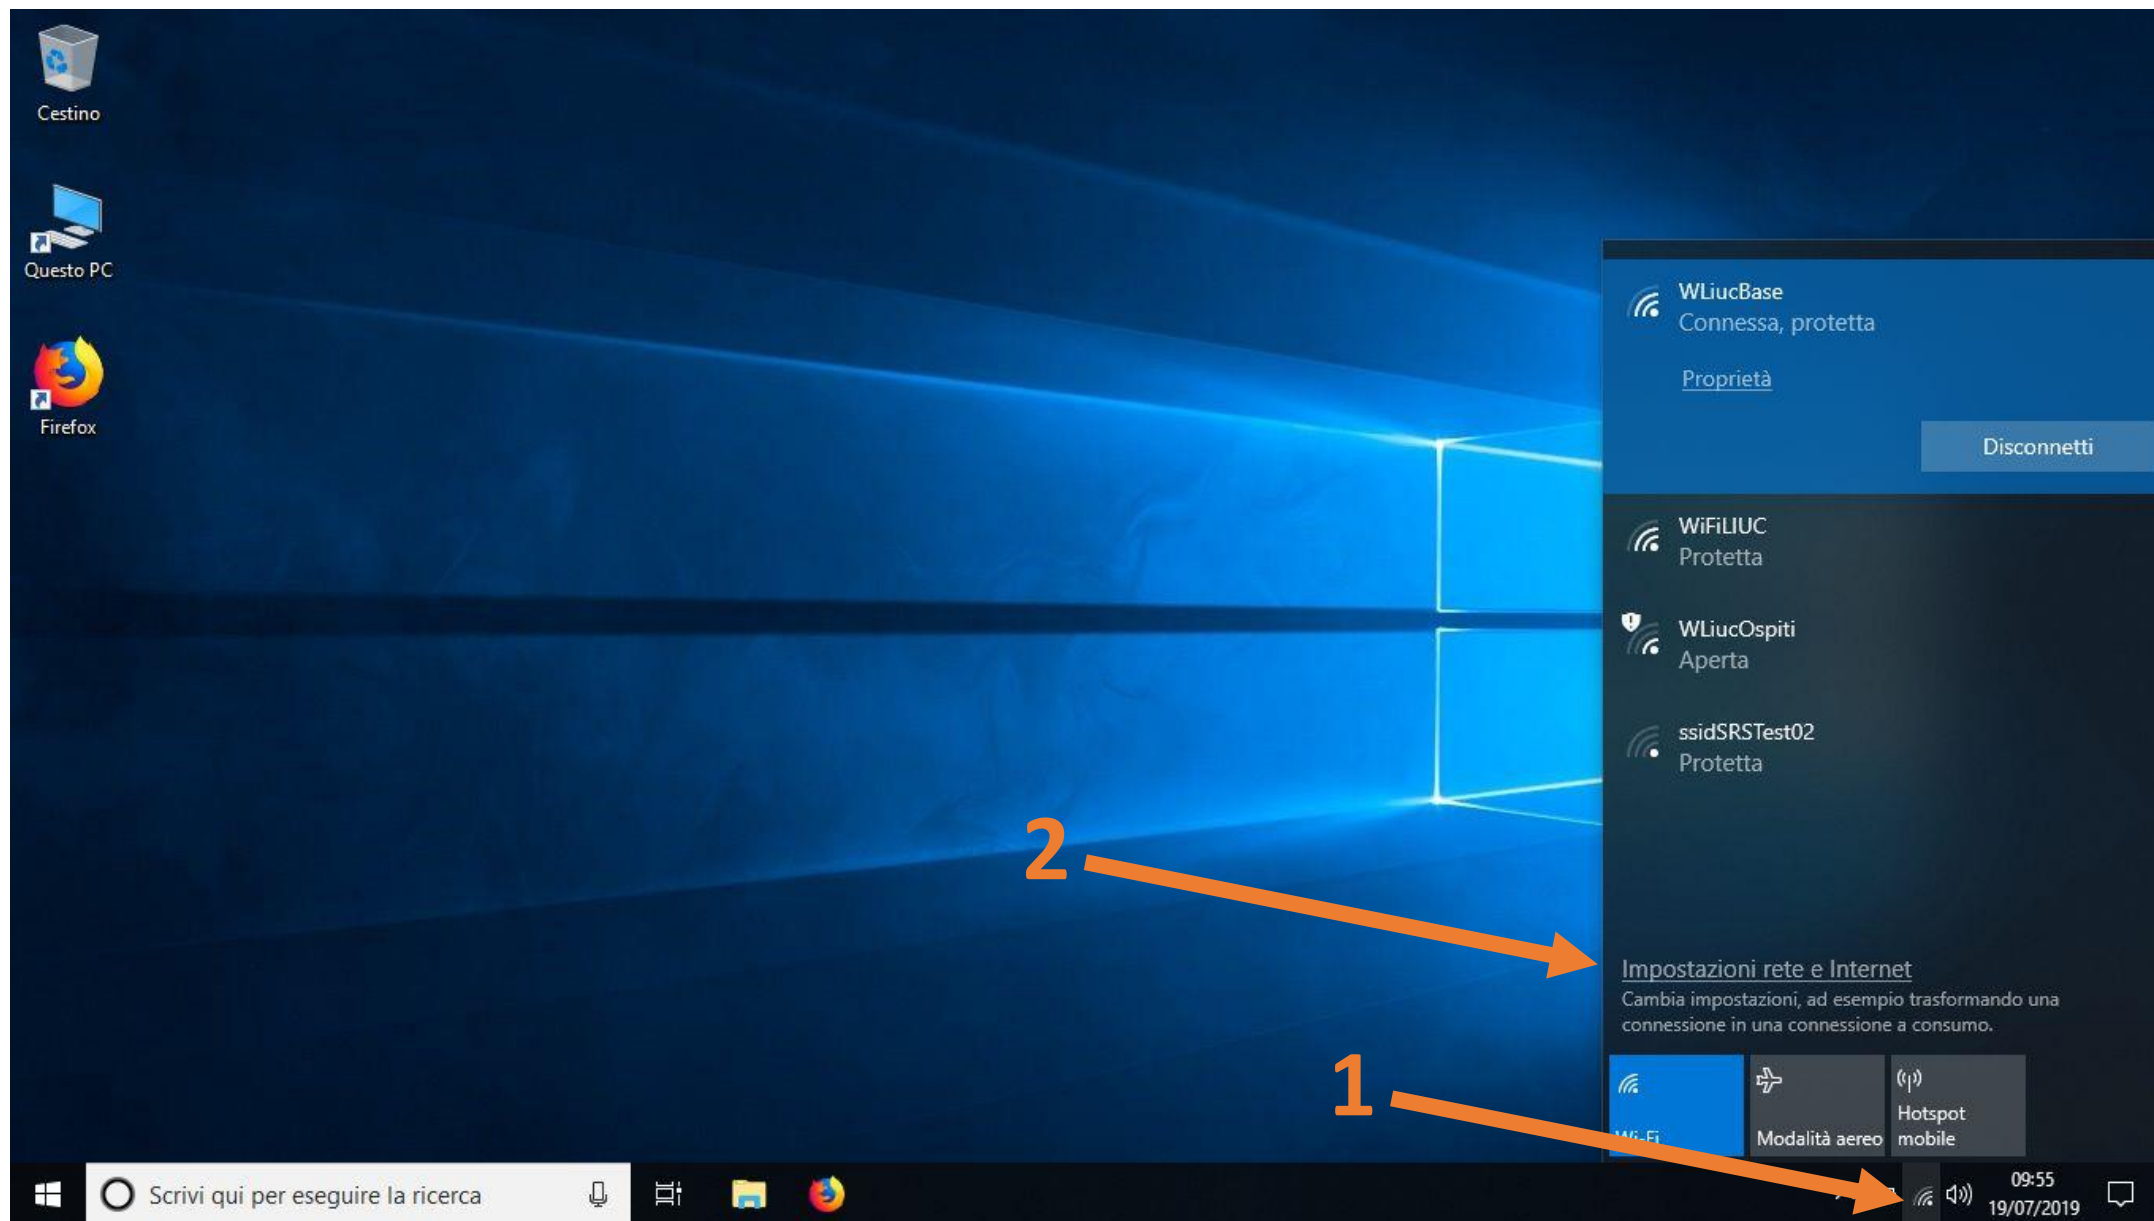 Cestino
Questo PC
Firefox
WLiucBase
Connessa, protetta
Proprietà
Disconnetti
WiFiLIUC
Protetta
WLiucOspiti
Aperta
ssidSRSTest02
Protetta
2
Impostazioni rete e Internet
Cambia impostazioni, ad esempio trasformando una
connessione in una connessione a consumo.
1
Hotspot
Wi-Fi
Modalità aereo
mobile
Scrivi qui per eseguire la ricerca
09:55
19/07/2019